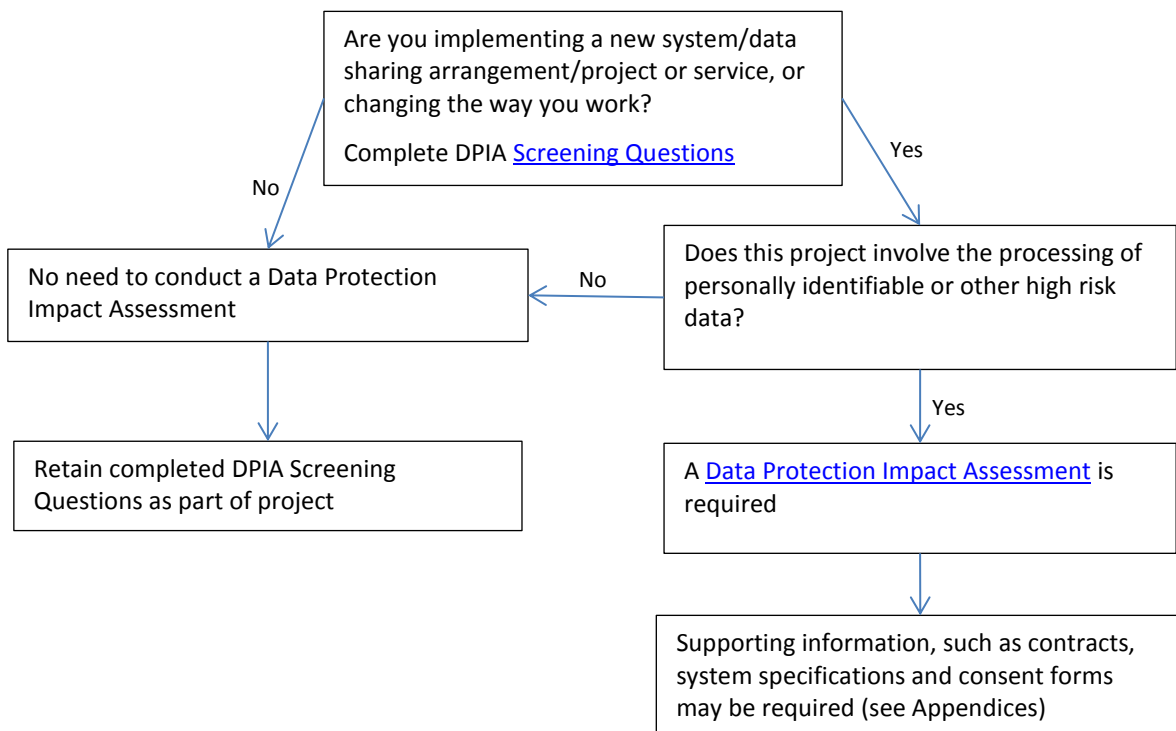 Are you implementing a new system/data
sharing arrangement/project or service, or
changing the way you work?
Complete DPIA Screening Questions
No
Yes
No need to conduct a Data Protection
Impact Assessment
No
Does this project involve the processing of
personally identifiable or other high risk
data?
Yes
Retain completed DPIA Screening
Questions as part of project
A Data Protection Impact Assessment is
required
Supporting information, such as contracts,
system specifications and consent forms
may be required (see Appendices)